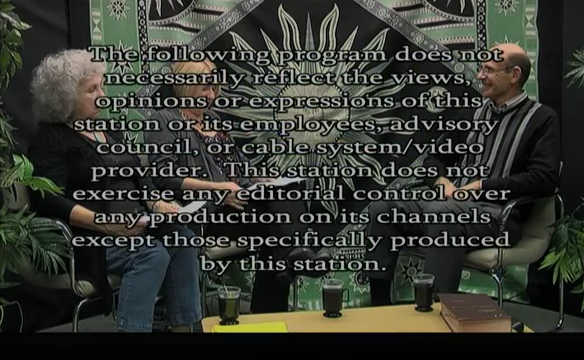 The following program does not
necessarily reflect the views,
opinions or expressions of this
station or its employees, advisory
council, or cable system/video
provider. This station does not
exercise any editorial control over
any production on its channels
except those specifically produced
by this station.